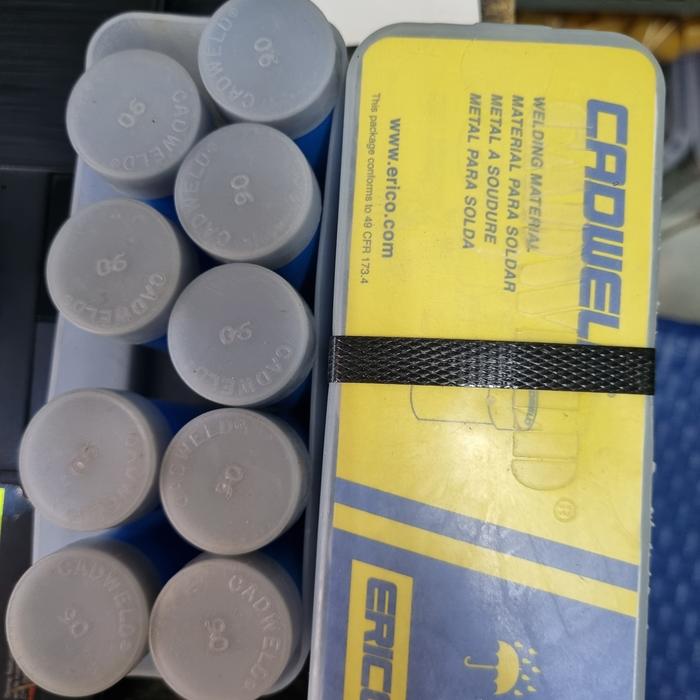 CADWEL
WELDING MATERIAL
MATERIAL PARA SOLDAR
METAL A SOUDURE
METAL PARA SOLDA
www.erico.com
This package conforms to 49 CFR 173.4
ERICO
CADWELD
90
CADWELD®
90
CADWELD®
90
CADWELD®
90
CADWELD®
90
CADWELD
90
CADWELD®
90
CADWELD®
90
CADWELD®
90